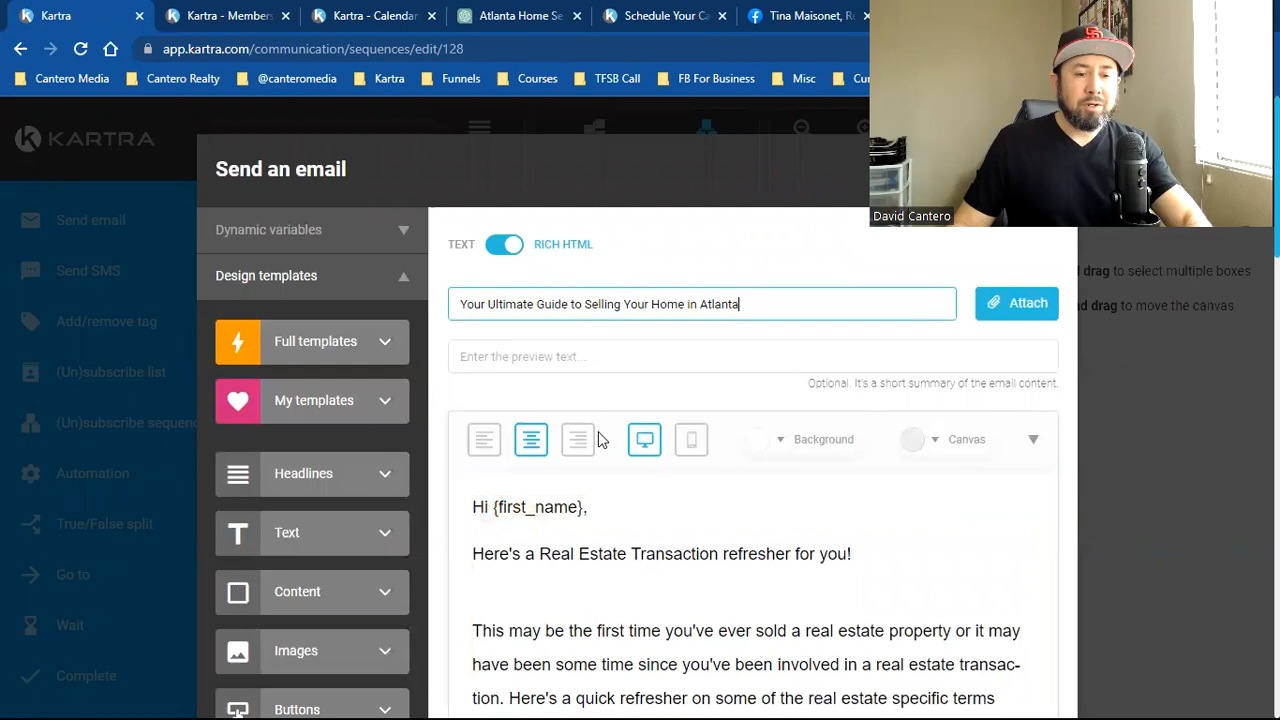 Kartra
Kartra - Members
Kartra - Calendar
Atlanta Home Se
Schedule Your Ca
Tina Maisonet, R
app.kartra.com/communication/sequences/edit/128
Cantero Media
Cantero Realty
@canteromedia
Kartra
Funnels
Courses
TFSB Call
FB For Business
Misc
Cur
KARTRA
Send an email
David Cantero
Send email
Send SMS
Add/remove tag
(Un)subscribe list
(Un)subscribe sequenc
Automation
True/False split
Go to
Wait
Complete
Dynamic variables
Design templates
Full templates
My templates
Headlines
Text
Content
Images
Buttons
TEXT
RICH HTML
Your Ultimate Guide to Selling Your Home in Atlanta
Attach
Enter the preview text...
Optional. It's a short summary of the email content.
Background
Canvas
Hi {first_name},
Here's a Real Estate Transaction refresher for you!
This may be the first time you've ever sold a real estate property or it may
have been some time since you've been involved in a real estate transac-
tion. Here's a quick refresher on some of the real estate specific terms
d drag to select multiple boxes
nd drag to move the canvas